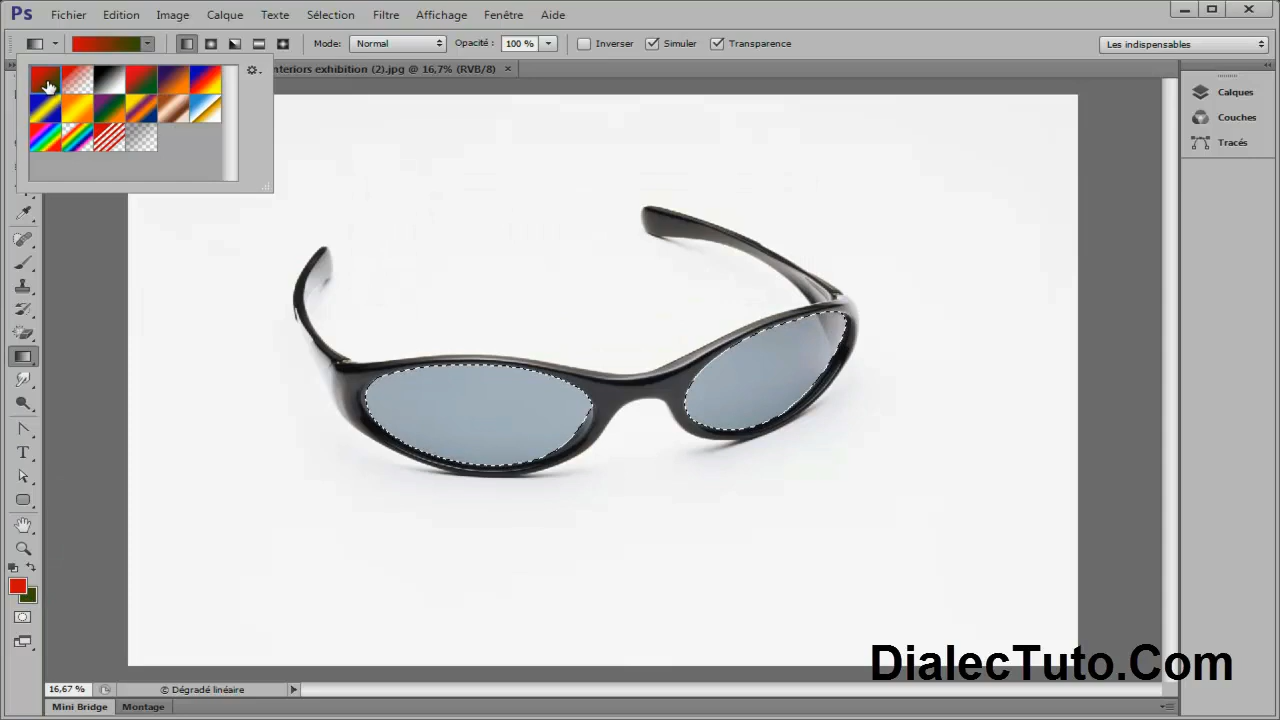 Ps Fichier Edition Image Calque Texte Sélection Filtre Affichage Fenêtre Aide
Mode: Normal Opacité : 100 % Inverser Simuler Transparence Les indispensables
nteriors exhibition (2).jpg @ 16,7% (RVB/8) ×
Calques
Couches
Tracés
T
DialecTuto.Com
16,67 % © Dégradé linéaire
Mini Bridge Montage